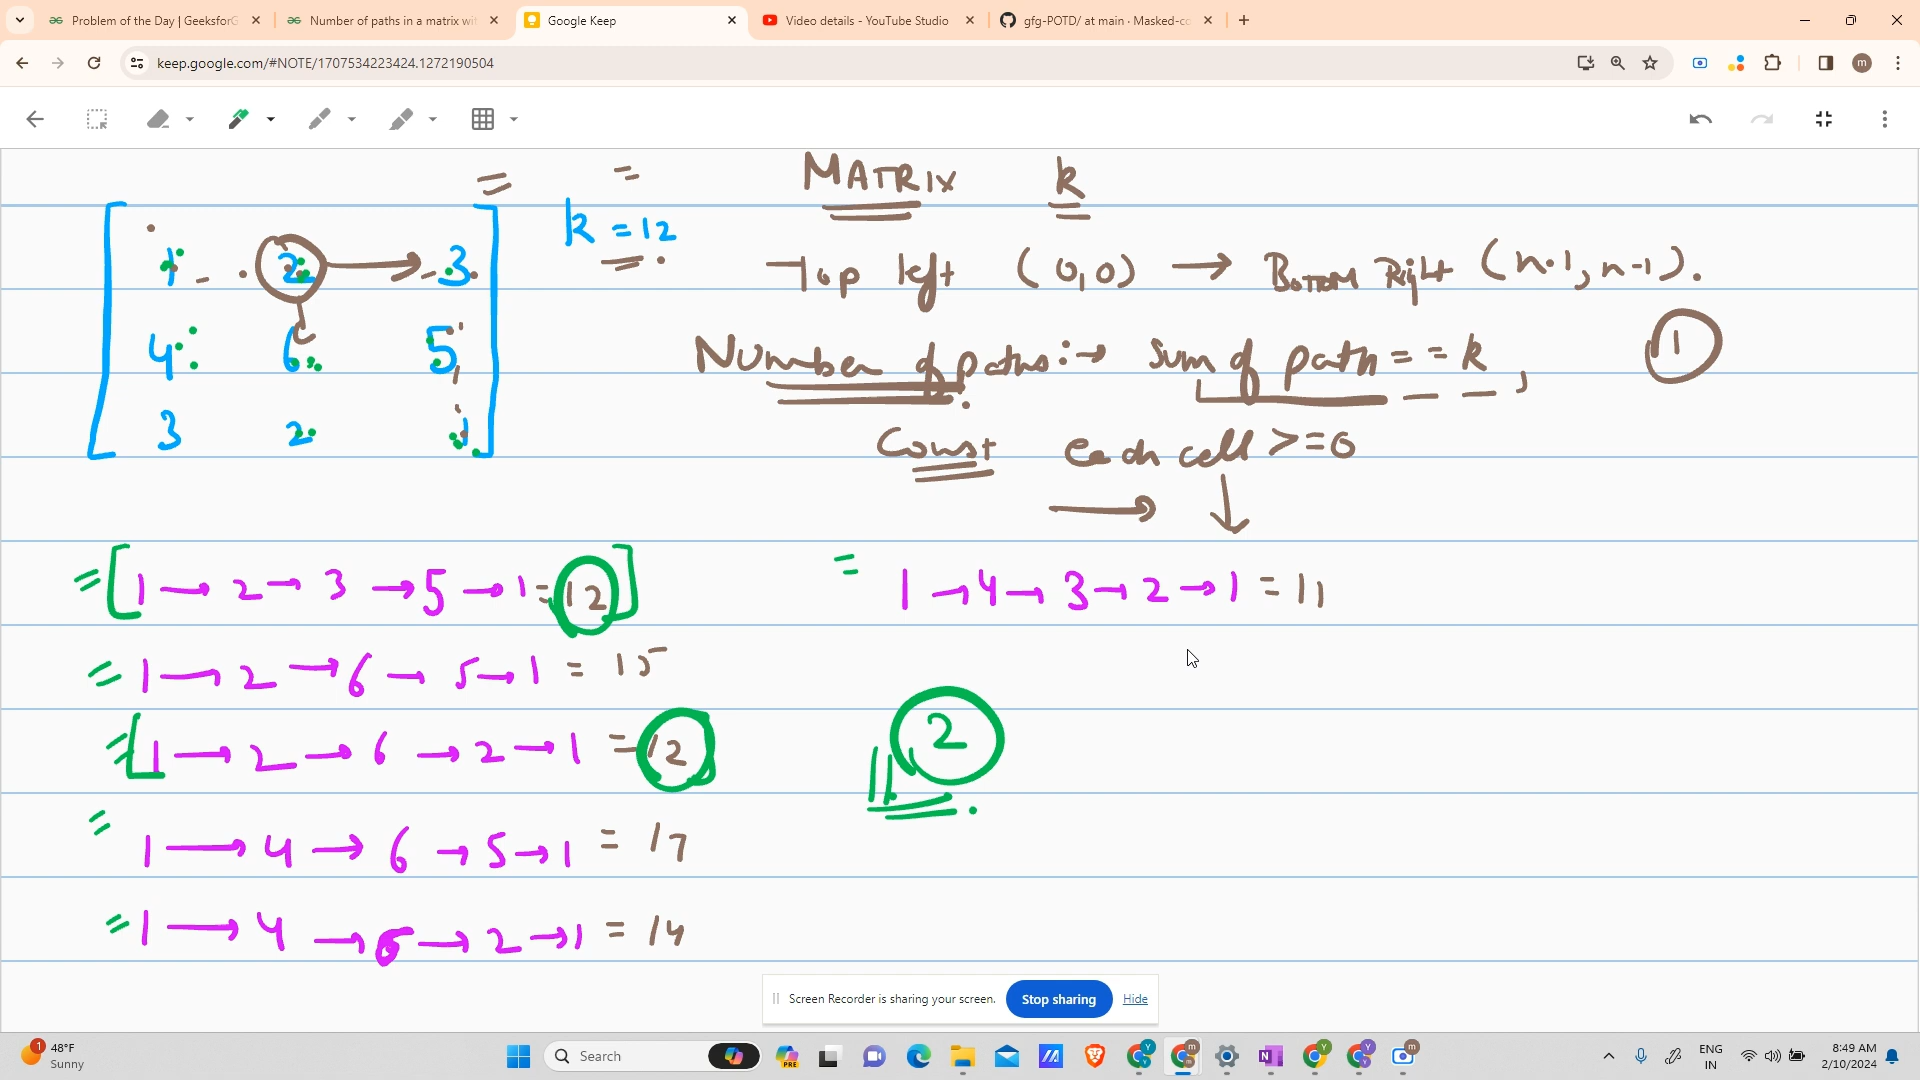 Problem of the Day | GeeksforG
Number of paths in a matrix wit
Google Keep
Video details - YouTube Studio
gfg-POTD/ at main · Masked-co
keep.google.com/#NOTE/1707534223424.1272190504
m
= = MATRIX k
k = 12
1 2 3
4 6 5
3 2 1
Top left (0,0) → Bottom Right (n-1, n-1).
Number of paths :→ sum of path == k
1
Const each cell >= 0
= [1 → 2 → 3 → 5 → 1 = 12]
= 1 → 4 → 3 → 2 → 1 = 11
= 1 → 2 → 6 → 5 → 1 = 15
= [1 → 2 → 6 → 2 → 1 = 12
2
= 1 → 4 → 6 → 5 → 1 = 17
= 1 → 4 → 6 → 2 → 1 = 14
Screen Recorder is sharing your screen.
Stop sharing
Hide
1
48°F
Sunny
Search
PRE
ENG
IN
8:49 AM
2/10/2024